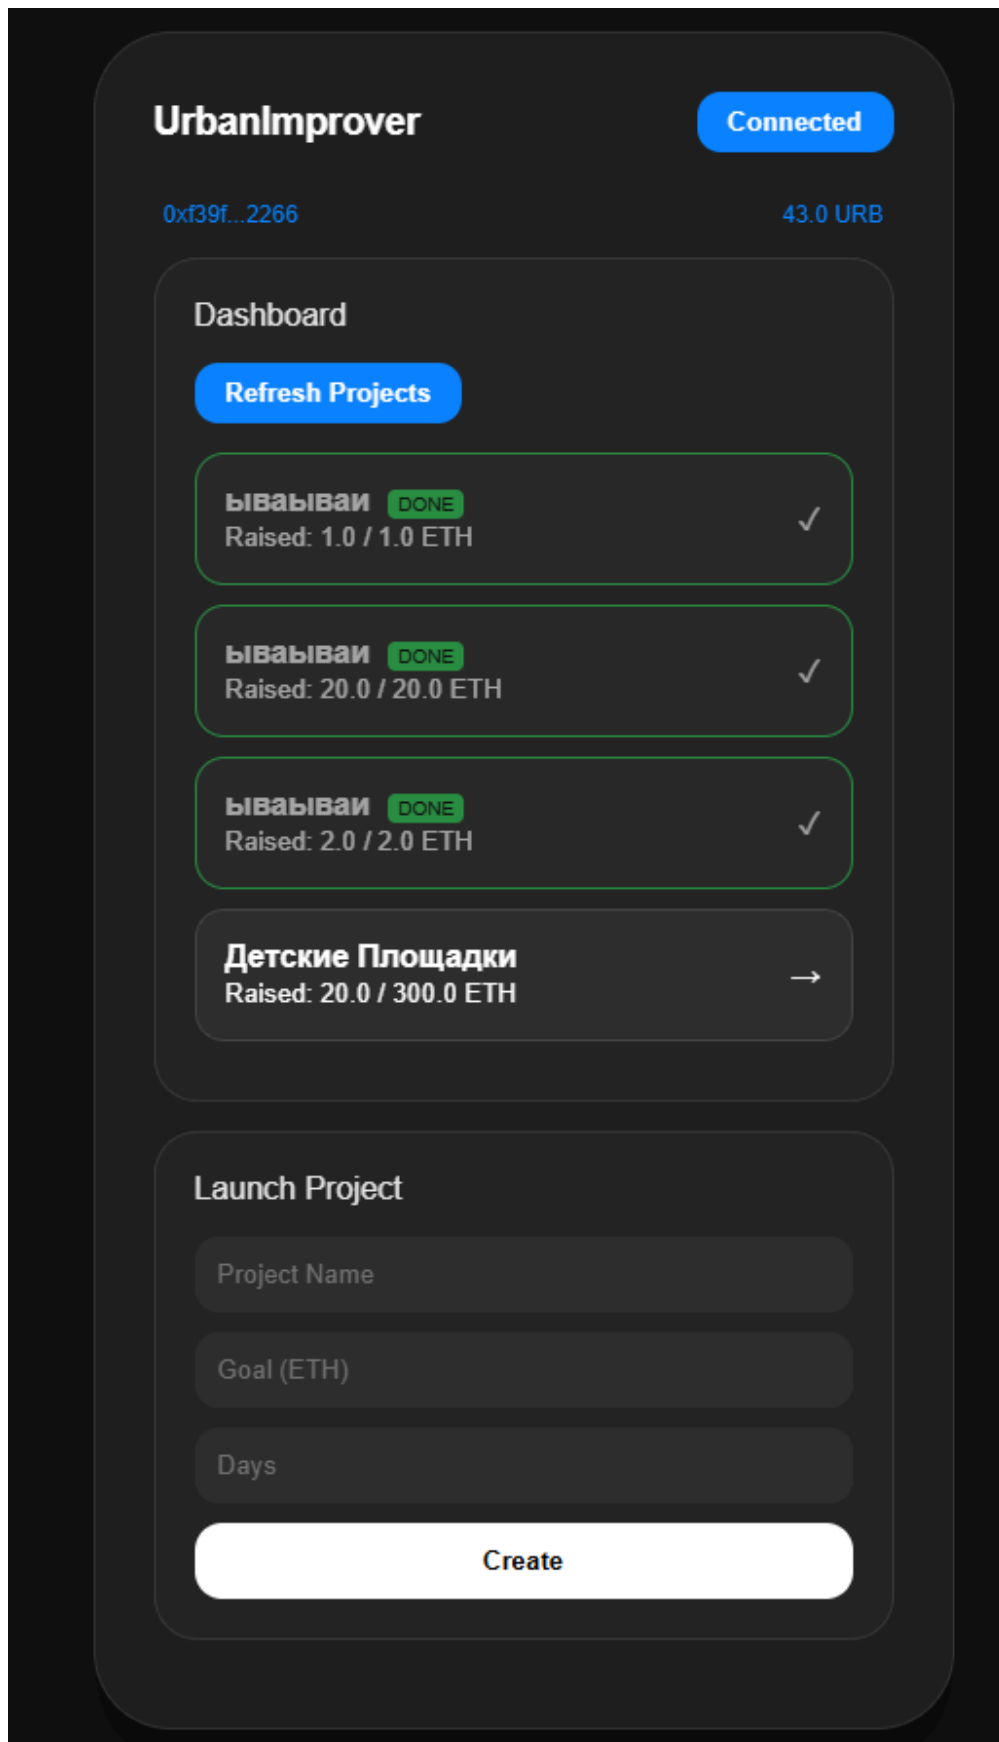 UrbanImprover
Connected
0xf39f...2266
43.0 URB
Dashboard
Refresh Projects
ываываи DONE
Raised: 1.0 / 1.0 ETH
✓
ываываи DONE
Raised: 20.0 / 20.0 ETH
✓
ываываи DONE
Raised: 2.0 / 2.0 ETH
✓
Детские Площадки
Raised: 20.0 / 300.0 ETH
→
Launch Project
Project Name
Goal (ETH)
Days
Create